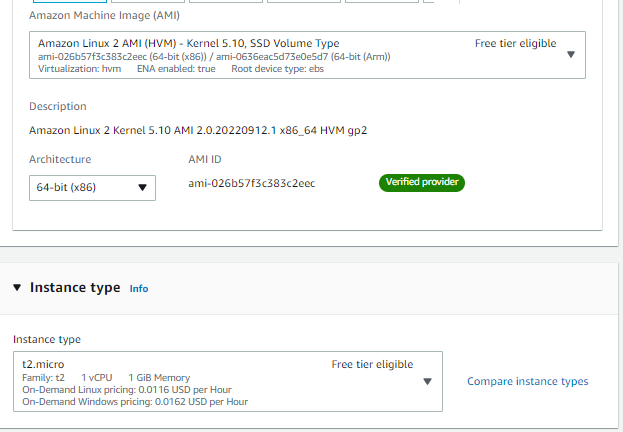 Amazon Machine Image (AMI)
Amazon Linux 2 AMI (HVM) - Kernel 5.10, SSD Volume Type
Free tier eligible
ami-026b57f3c383c2eec (64-bit (x86)) / ami-0636eac5d73e0e5d7 (64-bit (Arm))
Virtualization: hvm ENA enabled: true Root device type: ebs
Description
Amazon Linux 2 Kernel 5.10 AMI 2.0.20220912.1 x86_64 HVM gp2
Architecture AMI ID
64-bit (x86) ami-026b57f3c383c2eec Verified provider
Instance type Info
Instance type
t2.micro Free tier eligible
Family: t2 1 vCPU 1 GiB Memory
On-Demand Linux pricing: 0.0116 USD per Hour
On-Demand Windows pricing: 0.0162 USD per Hour
Compare instance types